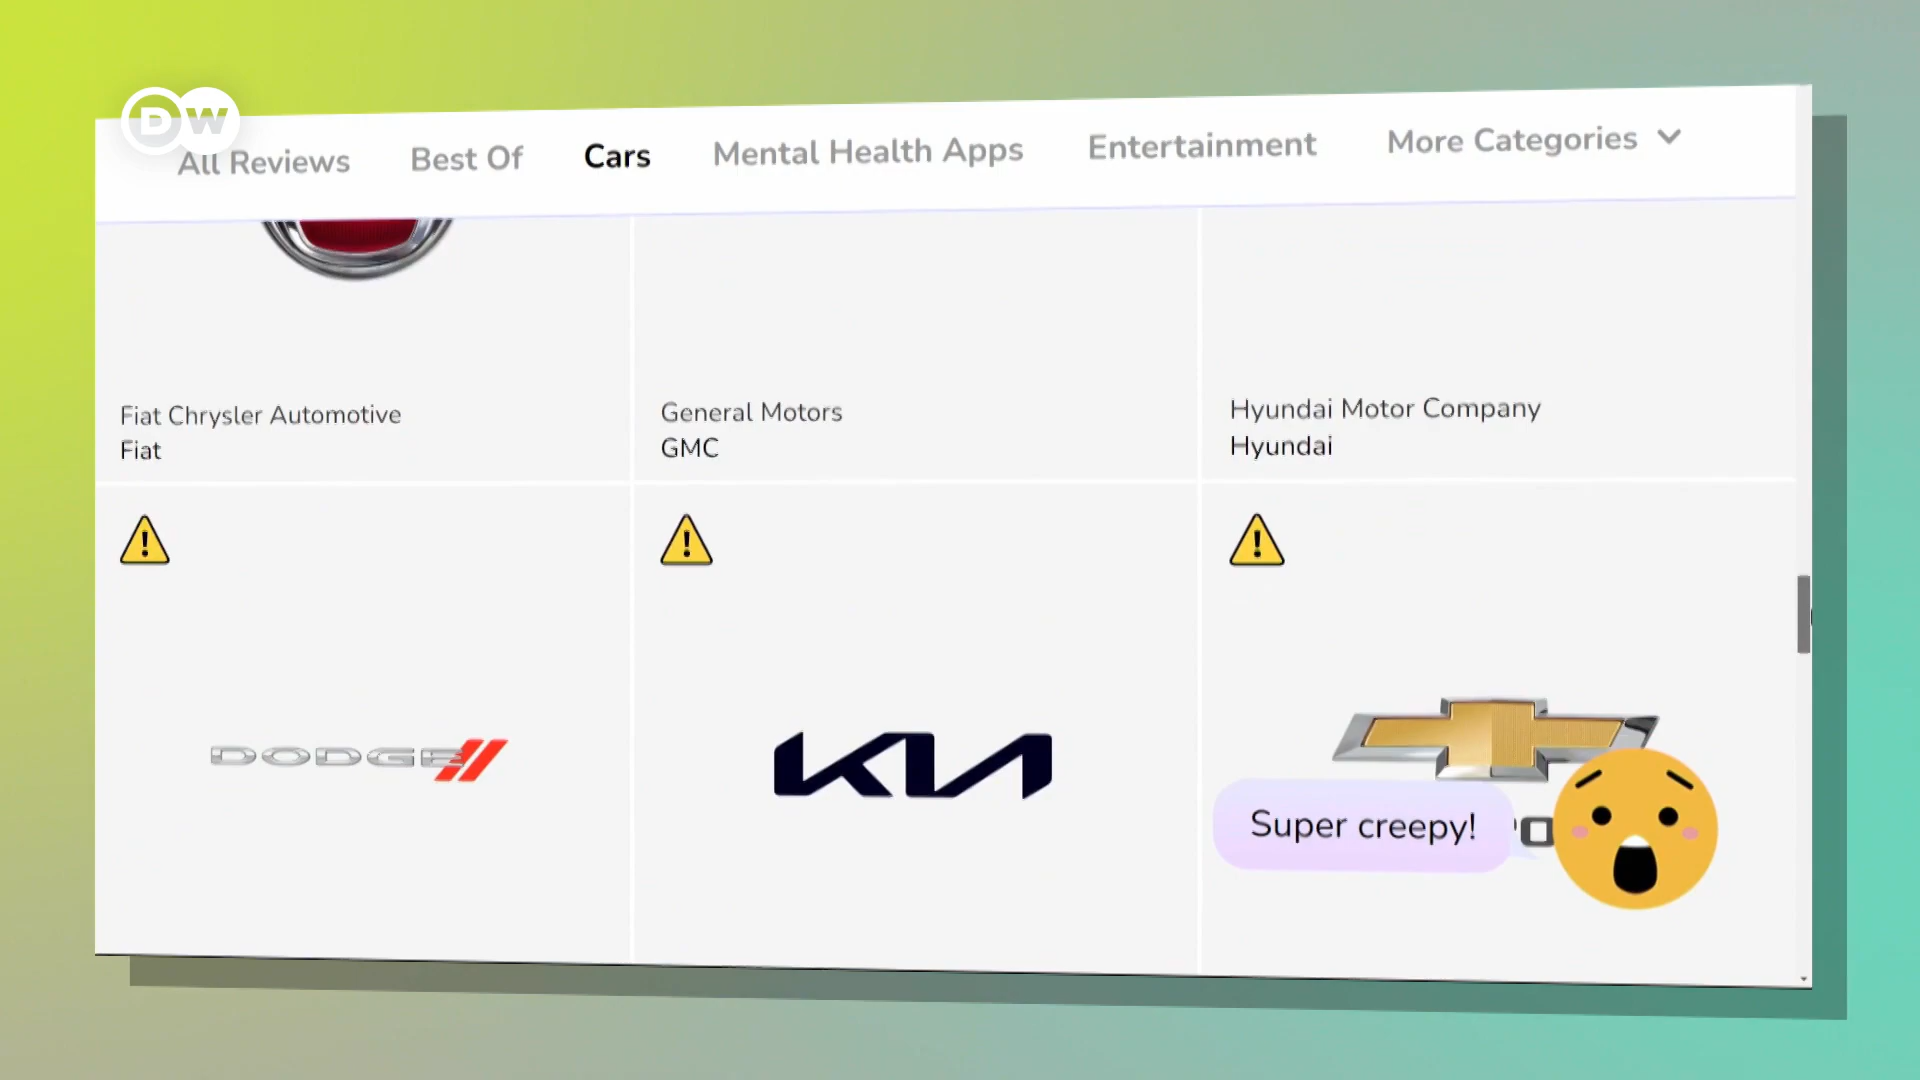 DW
All Reviews
Best Of
Cars
Mental Health Apps
Entertainment
More Categories
Fiat Chrysler Automotive
Fiat
General Motors
GMC
Hyundai Motor Company
Hyundai
DODGE
KIA
Super creepy!